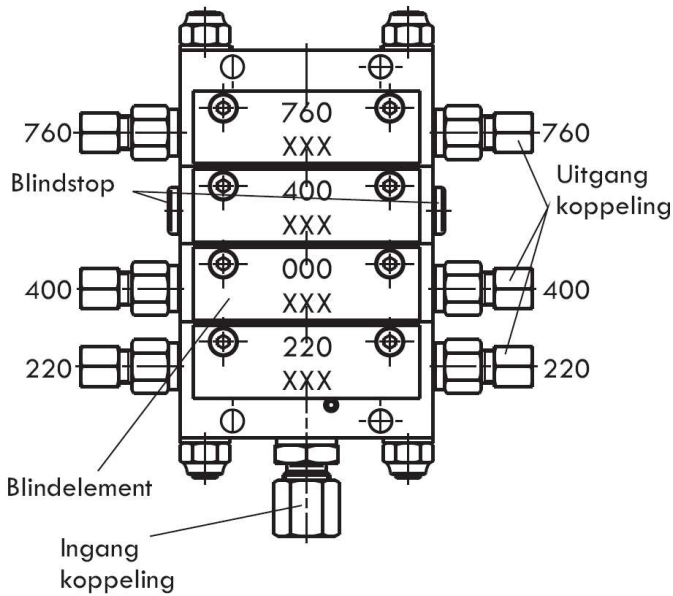 760
760
XXX
760
Blindstop
400
XXX
Uitgang
koppeling
400
000
XXX
400
220
220
XXX
220
Blindelement
Ingang
koppeling